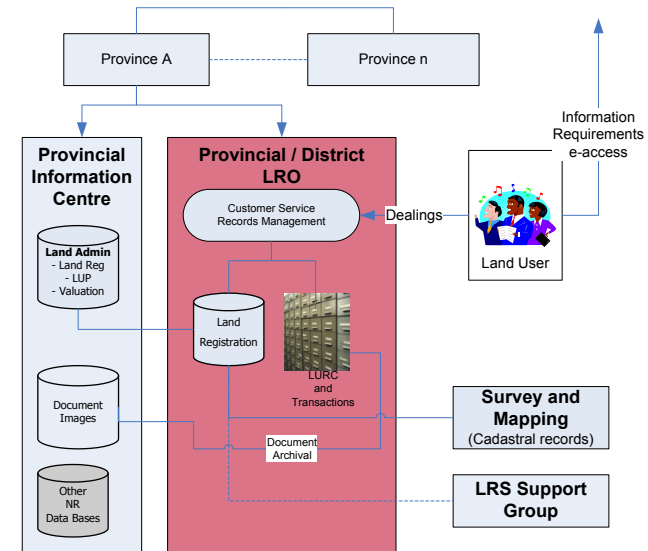 Province A
Province n
Information
Requirements
e-access
Provincial
Information
Centre
Provincial / District
LRO
Customer Service
Records Management
Dealings
Land User
Land Admin
- Land Reg
- LUP
- Valuation
Land
Registration
LURC
and
Transactions
Document
Images
Document
Archival
Survey and
Mapping
(Cadastral records)
Other
NR
Data Bases
LRS Support
Group